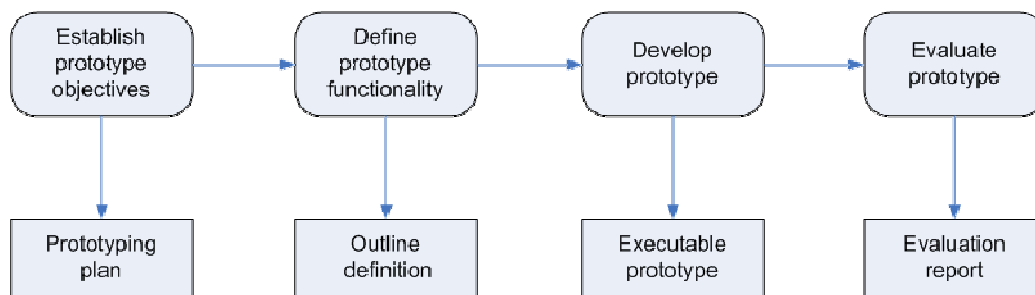 Establish
prototype
objectives
Define
prototype
functionality
Develop
prototype
Evaluate
prototype
Prototyping
plan
Outline
definition
Executable
prototype
Evaluation
report